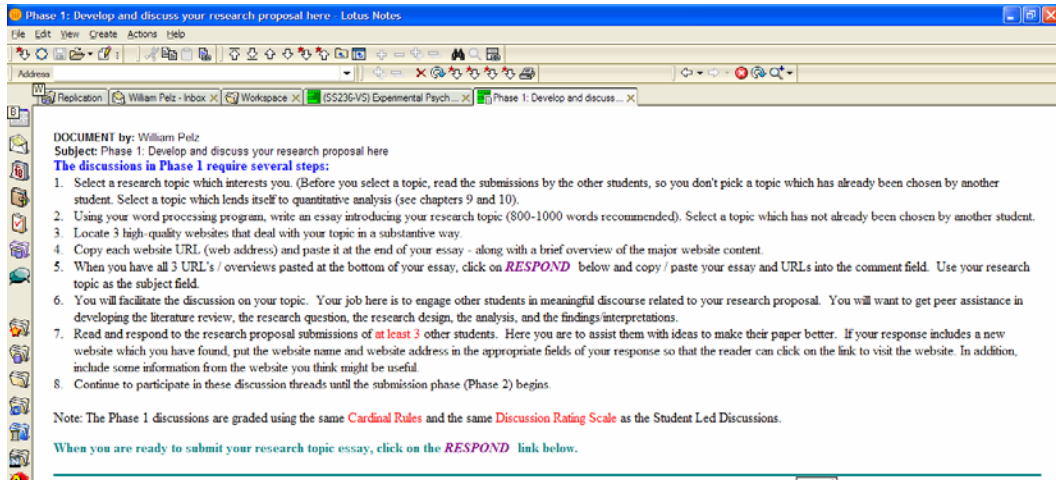 Phase 1: Develop and discuss your research proposal here - Lotus Notes
File Edit View Create Actions Help
Address
Replication William Pelz - Inbox Workspace (SS236-VS) Experimental Psych... Phase 1: Develop and discuss...
DOCUMENT by: William Pelz
Subject: Phase 1: Develop and discuss your research proposal here
The discussions in Phase 1 require several steps:
1. Select a research topic which interests you. (Before you select a topic, read the submissions by the other students, so you don't pick a topic which has already been chosen by another
student. Select a topic which lends itself to quantitative analysis (see chapters 9 and 10).
2. Using your word processing program, write an essay introducing your research topic (800-1000 words recommended). Select a topic which has not already been chosen by another student.
3. Locate 3 high-quality websites that deal with your topic in a substantive way.
4. Copy each website URL (web address) and paste it at the end of your essay - along with a brief overview of the major website content.
5. When you have all 3 URL's / overviews pasted at the bottom of your essay, click on RESPOND below and copy / paste your essay and URLs into the comment field. Use your research
topic as the subject field.
6. You will facilitate the discussion on your topic. Your job here is to engage other students in meaningful discourse related to your research proposal. You will want to get peer assistance in
developing the literature review, the research question, the research design, the analysis, and the findings/interpretations.
7. Read and respond to the research proposal submissions of at least 3 other students. Here you are to assist them with ideas to make their paper better. If your response includes a new
website which you have found, put the website name and website address in the appropriate fields of your response so that the reader can click on the link to visit the website. In addition,
include some information from the website you think might be useful.
8. Continue to participate in these discussion threads until the submission phase (Phase 2) begins.
Note: The Phase 1 discussions are graded using the same Cardinal Rules and the same Discussion Rating Scale as the Student Led Discussions.
When you are ready to submit your research topic essay, click on the RESPOND link below.